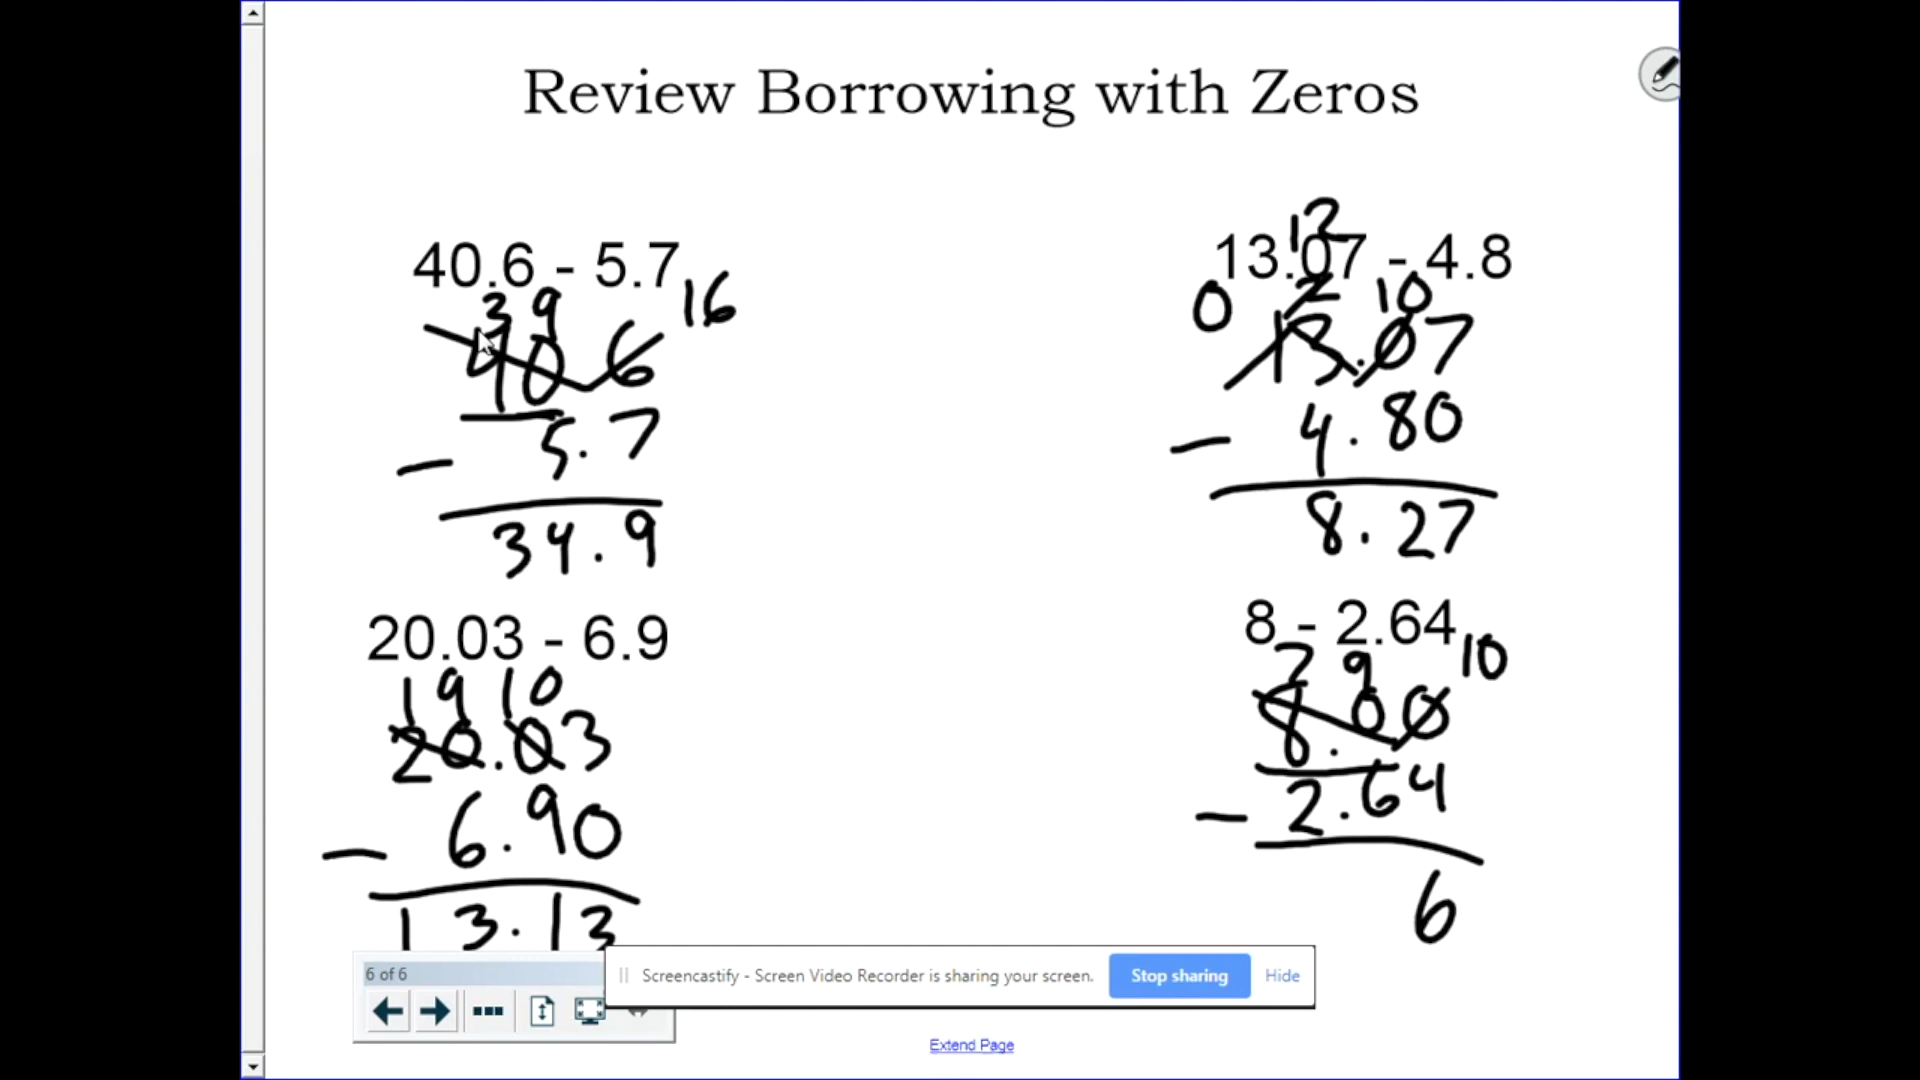 Review Borrowing with Zeros
40.6 - 5.7
3 9 16
40 6
- 5.7
34.9
12
13.07 - 4.8
0 2 10
13.07
- 4.80
8.27
20.03 - 6.9
19 10
20.03
- 6.90
13.13
8 - 2.64
7 9 10
8.00
- 2.64
6
6 of 6
Screencastify - Screen Video Recorder is sharing your screen.
Stop sharing
Hide
Extend Page